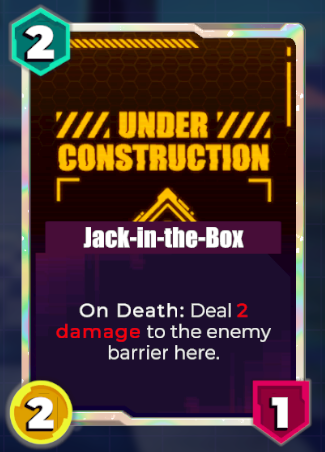 2
/// UNDER ///
CONSTRUCTION
Jack-in-the-Box
On Death: Deal 2
damage to the enemy
barrier here.
2
1